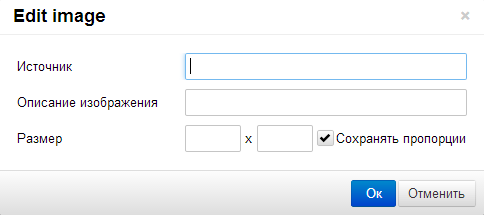 Edit image ×
Источник
Описание изображения
Размер x Сохранять пропорции
Ок Отменить